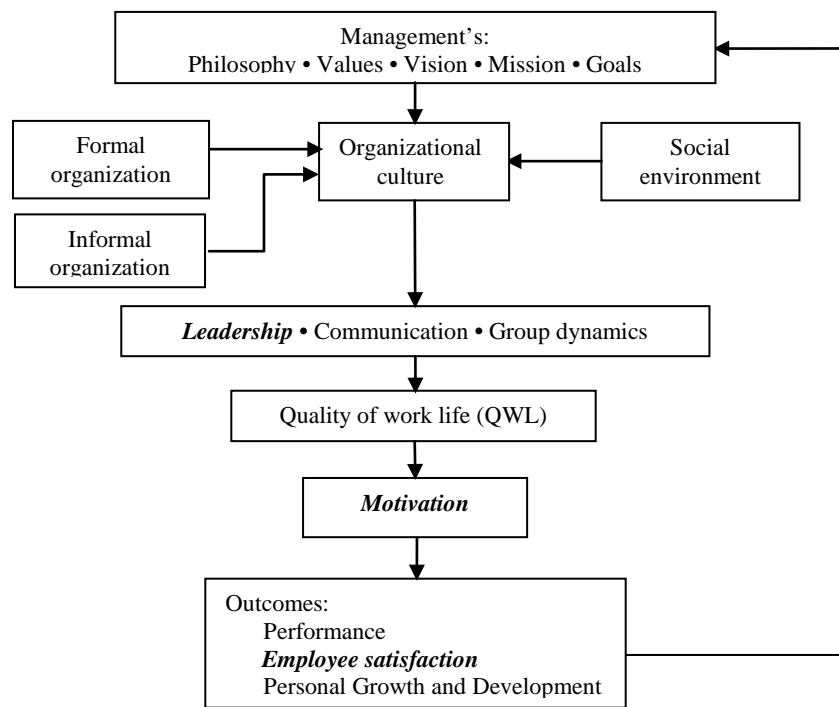 Management's:
Philosophy • Values • Vision • Mission • Goals
Formal
organization
Organizational
culture
Social
environment
Informal
organization
Leadership • Communication • Group dynamics
Quality of work life (QWL)
Motivation
Outcomes:
Performance
Employee satisfaction
Personal Growth and Development